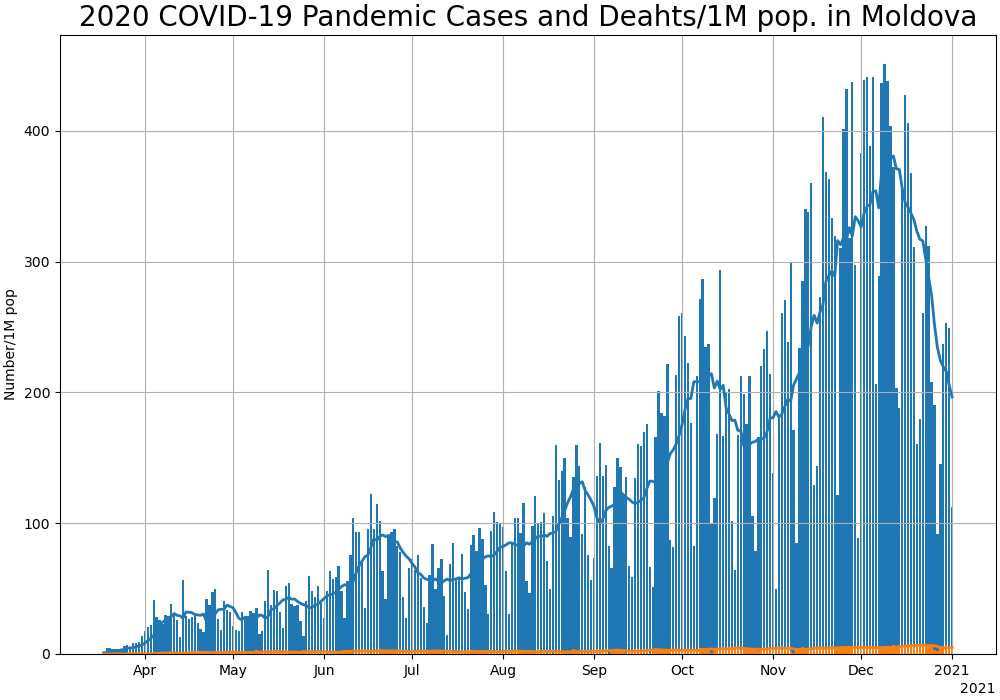 2020 COVID-19 Pandemic Cases and Deahts/1M pop. in Moldova
Number/1M pop
400
300
200
100
0
Apr May Jun Jul Aug Sep Oct Nov Dec 2021
2021